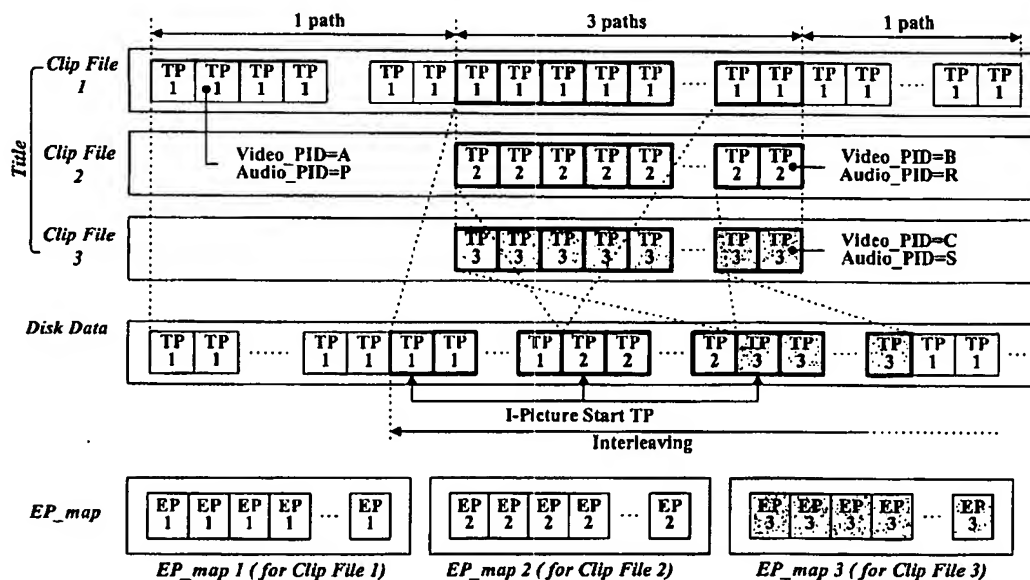 1 path 3 paths 1 path
Clip File 1 TP 1 TP 1 TP 1 TP 1 TP 1 TP 1 TP 1 TP 1 TP 1 TP 1 TP 1 ..... TP 1 TP 1 TP 1 TP 1 ..... TP 1 TP 1
Title
Clip File 2 Video_PID=A Audio_PID=P TP 2 TP 2 TP 2 TP 2 TP 2 ..... TP 2 TP 2 Video_PID=B Audio_PID=R
Clip File 3 TP 3 TP 3 TP 3 TP 3 TP 3 ..... TP 3 TP 3 Video_PID=C Audio_PID=S
Disk Data TP 1 TP 1 ..... TP 1 TP 1 TP 1 TP 1 ..... TP 1 TP 2 TP 2 ..... TP 2 TP 3 TP 3 ..... TP 3 TP 1 TP 1 ...
I-Picture Start TP
Interleaving
EP_map EP 1 EP 1 EP 1 EP 1 ... EP 1 EP 2 EP 2 EP 2 EP 2 ... EP 2 EP 3 EP 3 EP 3 EP 3 ... EP 3
EP_map 1 ( for Clip File 1) EP_map 2 ( for Clip File 2) EP_map 3 ( for Clip File 3)